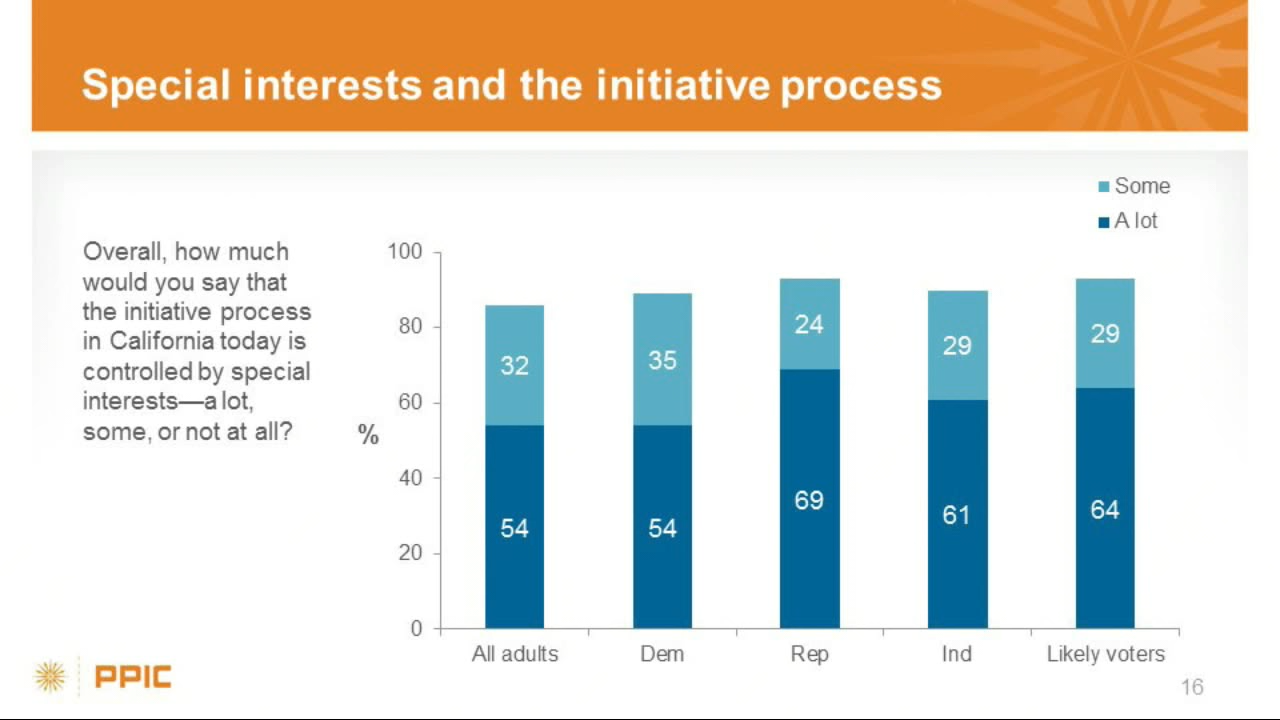 Special interests and the initiative process
Some
A lot
Overall, how much
would you say that
the initiative process
in California today is
controlled by special
interests—a lot,
some, or not at all?
%
100
80
60
40
20
0
32
35
24
29
29
54
54
69
61
64
All adults
Dem
Rep
Ind
Likely voters
PPIC
16